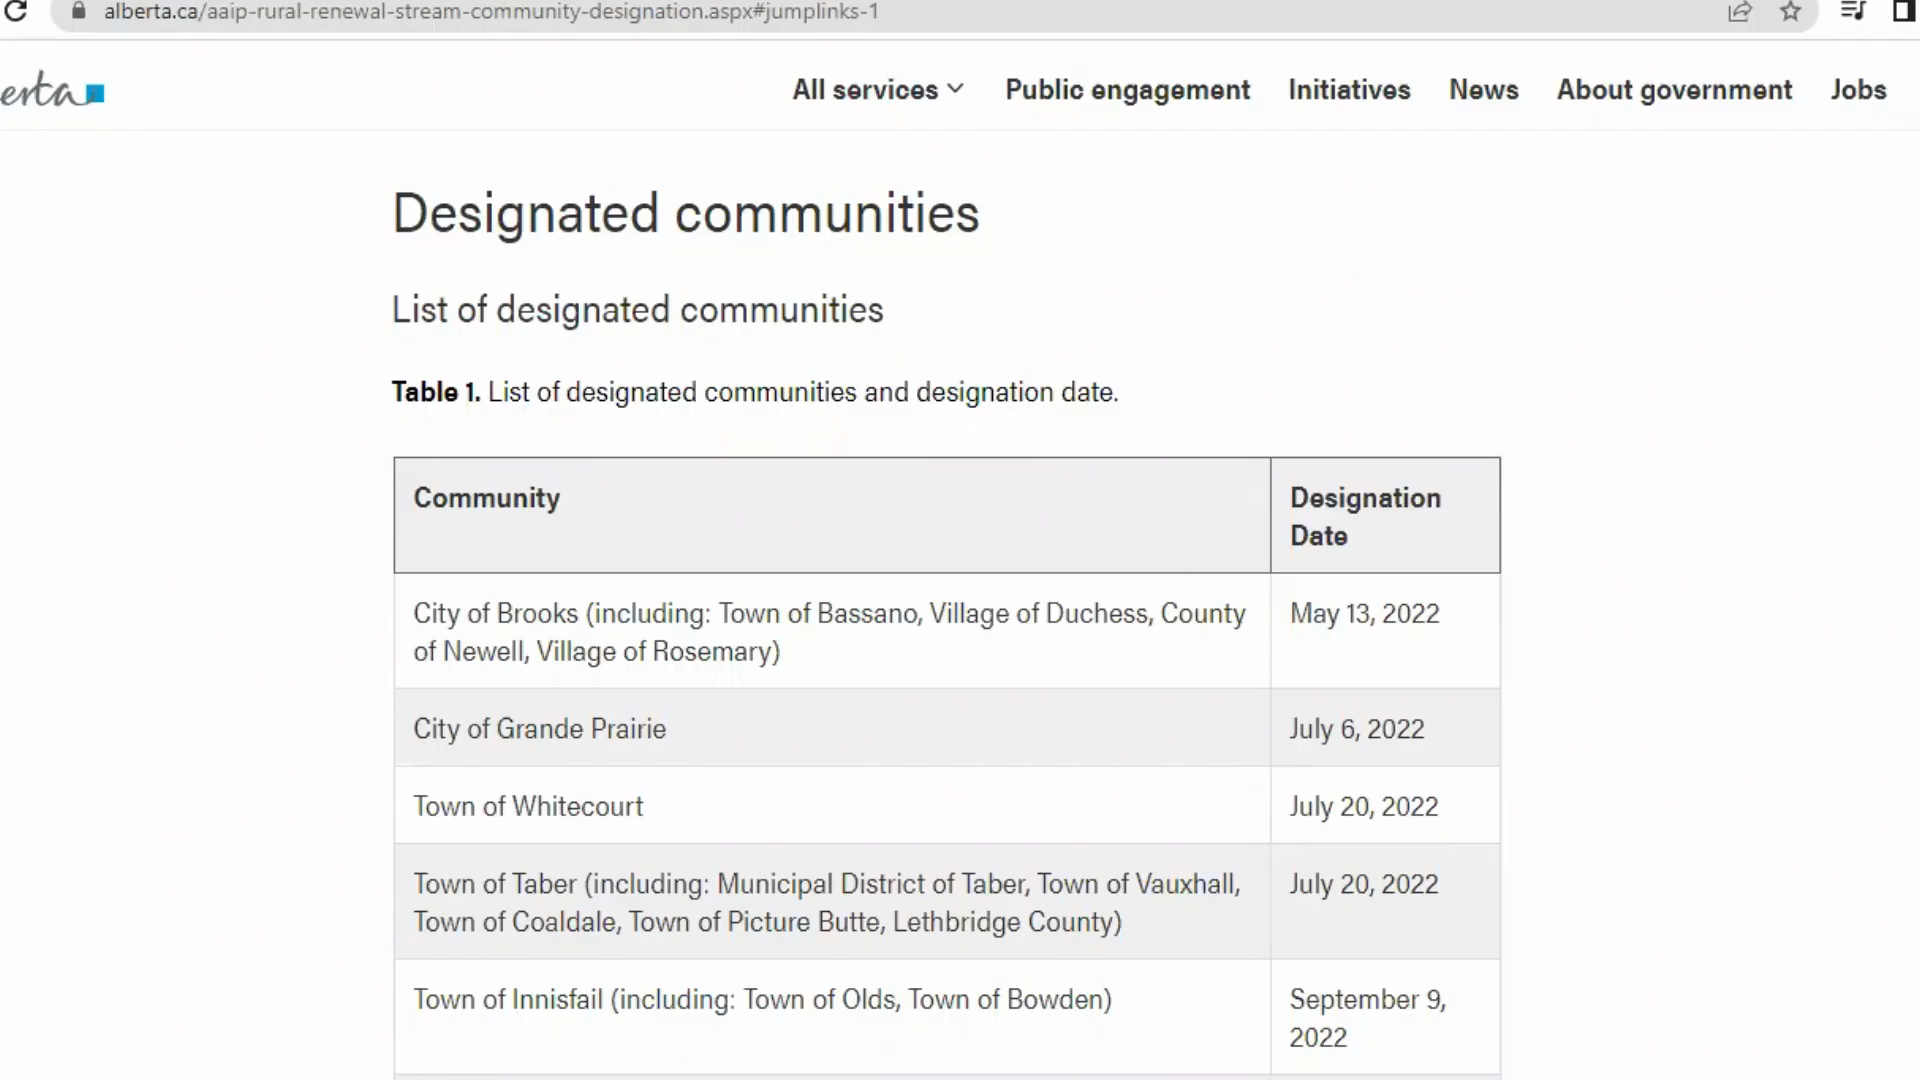 alberta.ca/aaip-rural-renewal-stream-community-designation.aspx#jumplinks-1
erta
All services
Public engagement
Initiatives
News
About government
Jobs
Designated communities
List of designated communities
Table 1. List of designated communities and designation date.
Community
Designation
Date
City of Brooks (including: Town of Bassano, Village of Duchess, County
of Newell, Village of Rosemary)
May 13, 2022
City of Grande Prairie
July 6, 2022
Town of Whitecourt
July 20, 2022
Town of Taber (including: Municipal District of Taber, Town of Vauxhall,
Town of Coaldale, Town of Picture Butte, Lethbridge County)
July 20, 2022
Town of Innisfail (including: Town of Olds, Town of Bowden)
September 9,
2022